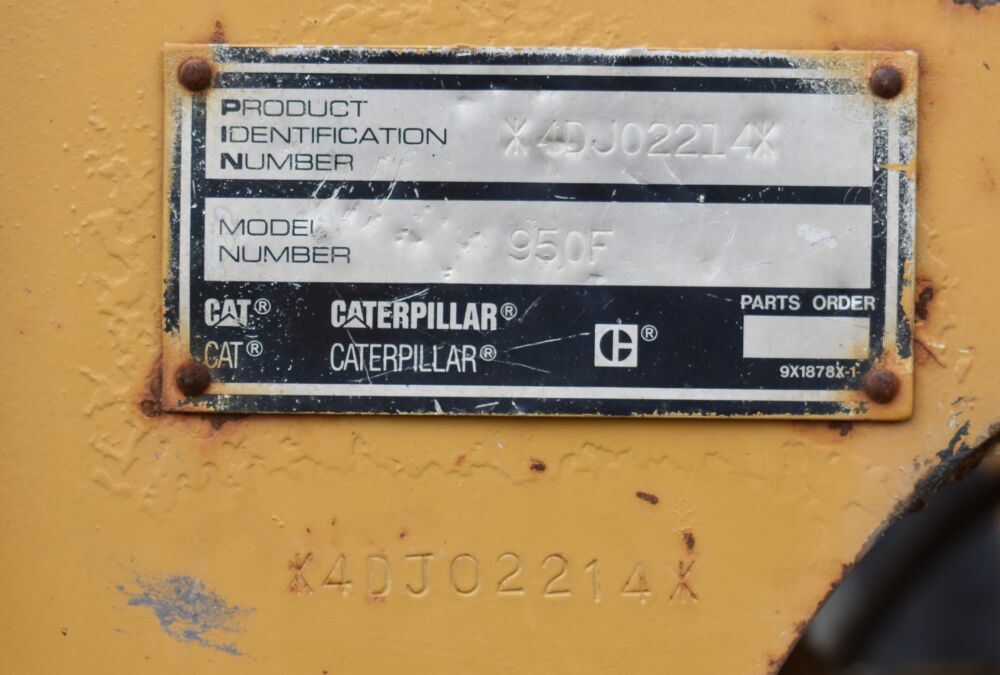 PRODUCT
IDENTIFICATION
NUMBER
*4DJ02214*
MODEL
NUMBER
950F
CAT® CATERPILLAR®
CAT® CATERPILLAR® C®
PARTS ORDER
9X1878X-1
*4DJ02214*